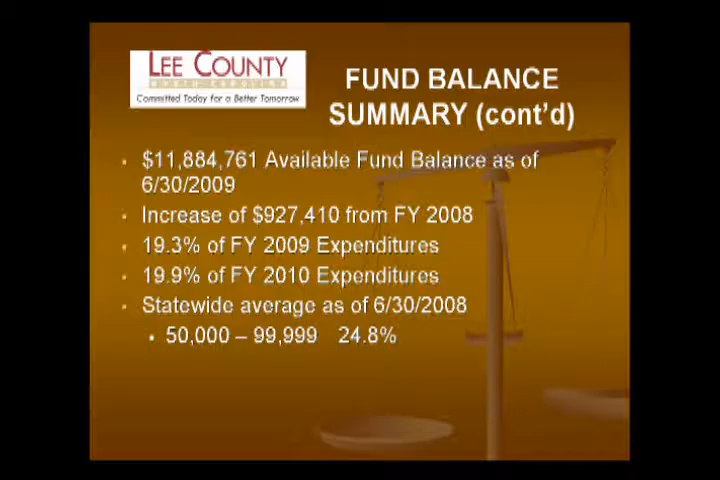 LEE COUNTY
NORTH CAROLINA
Committed Today for a Better Tomorrow
FUND BALANCE
SUMMARY (cont'd)
$11,884,761 Available Fund Balance as of
6/30/2009
Increase of $927,410 from FY 2008
19.3% of FY 2009 Expenditures
19.9% of FY 2010 Expenditures
Statewide average as of 6/30/2008
50,000 – 99,999 24.8%